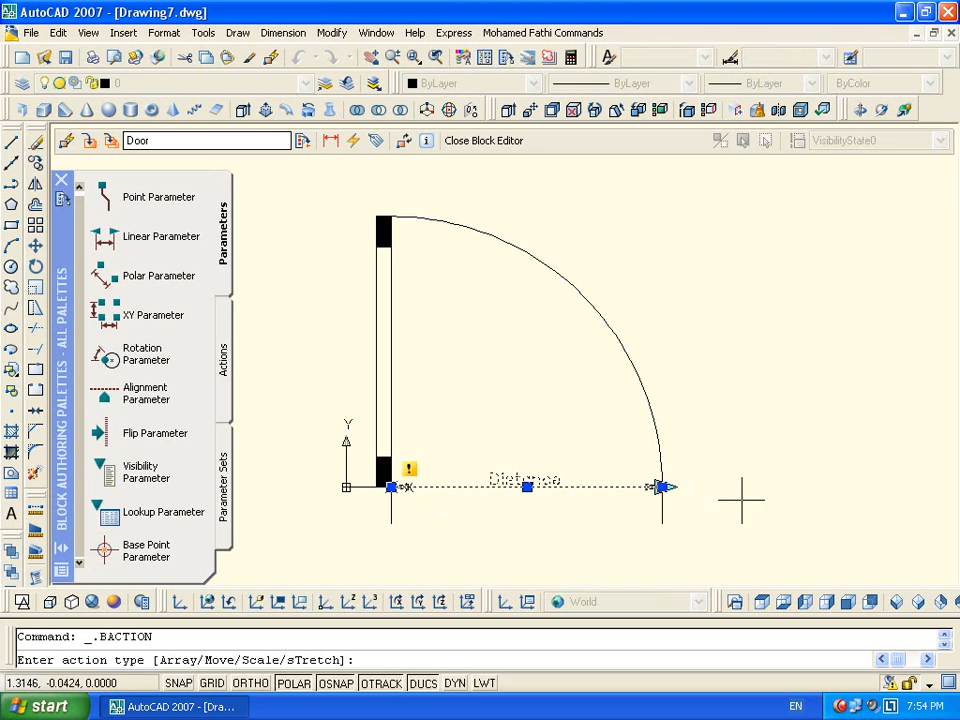 AutoCAD 2007 - [Drawing7.dwg]
File Edit View Insert Format Tools Draw Dimension Modify Window Help Express Mohamed Fathi Commands
0 ByLayer ByLayer ByLayer ByColor
Door Close Block Editor VisibilityState0
BLOCK AUTHORING PALETTES - ALL PALETTES
Parameters
Actions
Parameter Sets
Point Parameter
Linear Parameter
Polar Parameter
XY Parameter
Rotation
Parameter
Alignment
Parameter
Flip Parameter
Visibility
Parameter
Lookup Parameter
Base Point
Parameter
Y
X
Distance
World
Command: _.BACTION
Enter action type [Array/Move/Scale/sTretch]:
1.3146, -0.0424, 0.0000 SNAP GRID ORTHO POLAR OSNAP OTRACK DUCS DYN LWT
start AutoCAD 2007 - [Dra... EN 7:54 PM